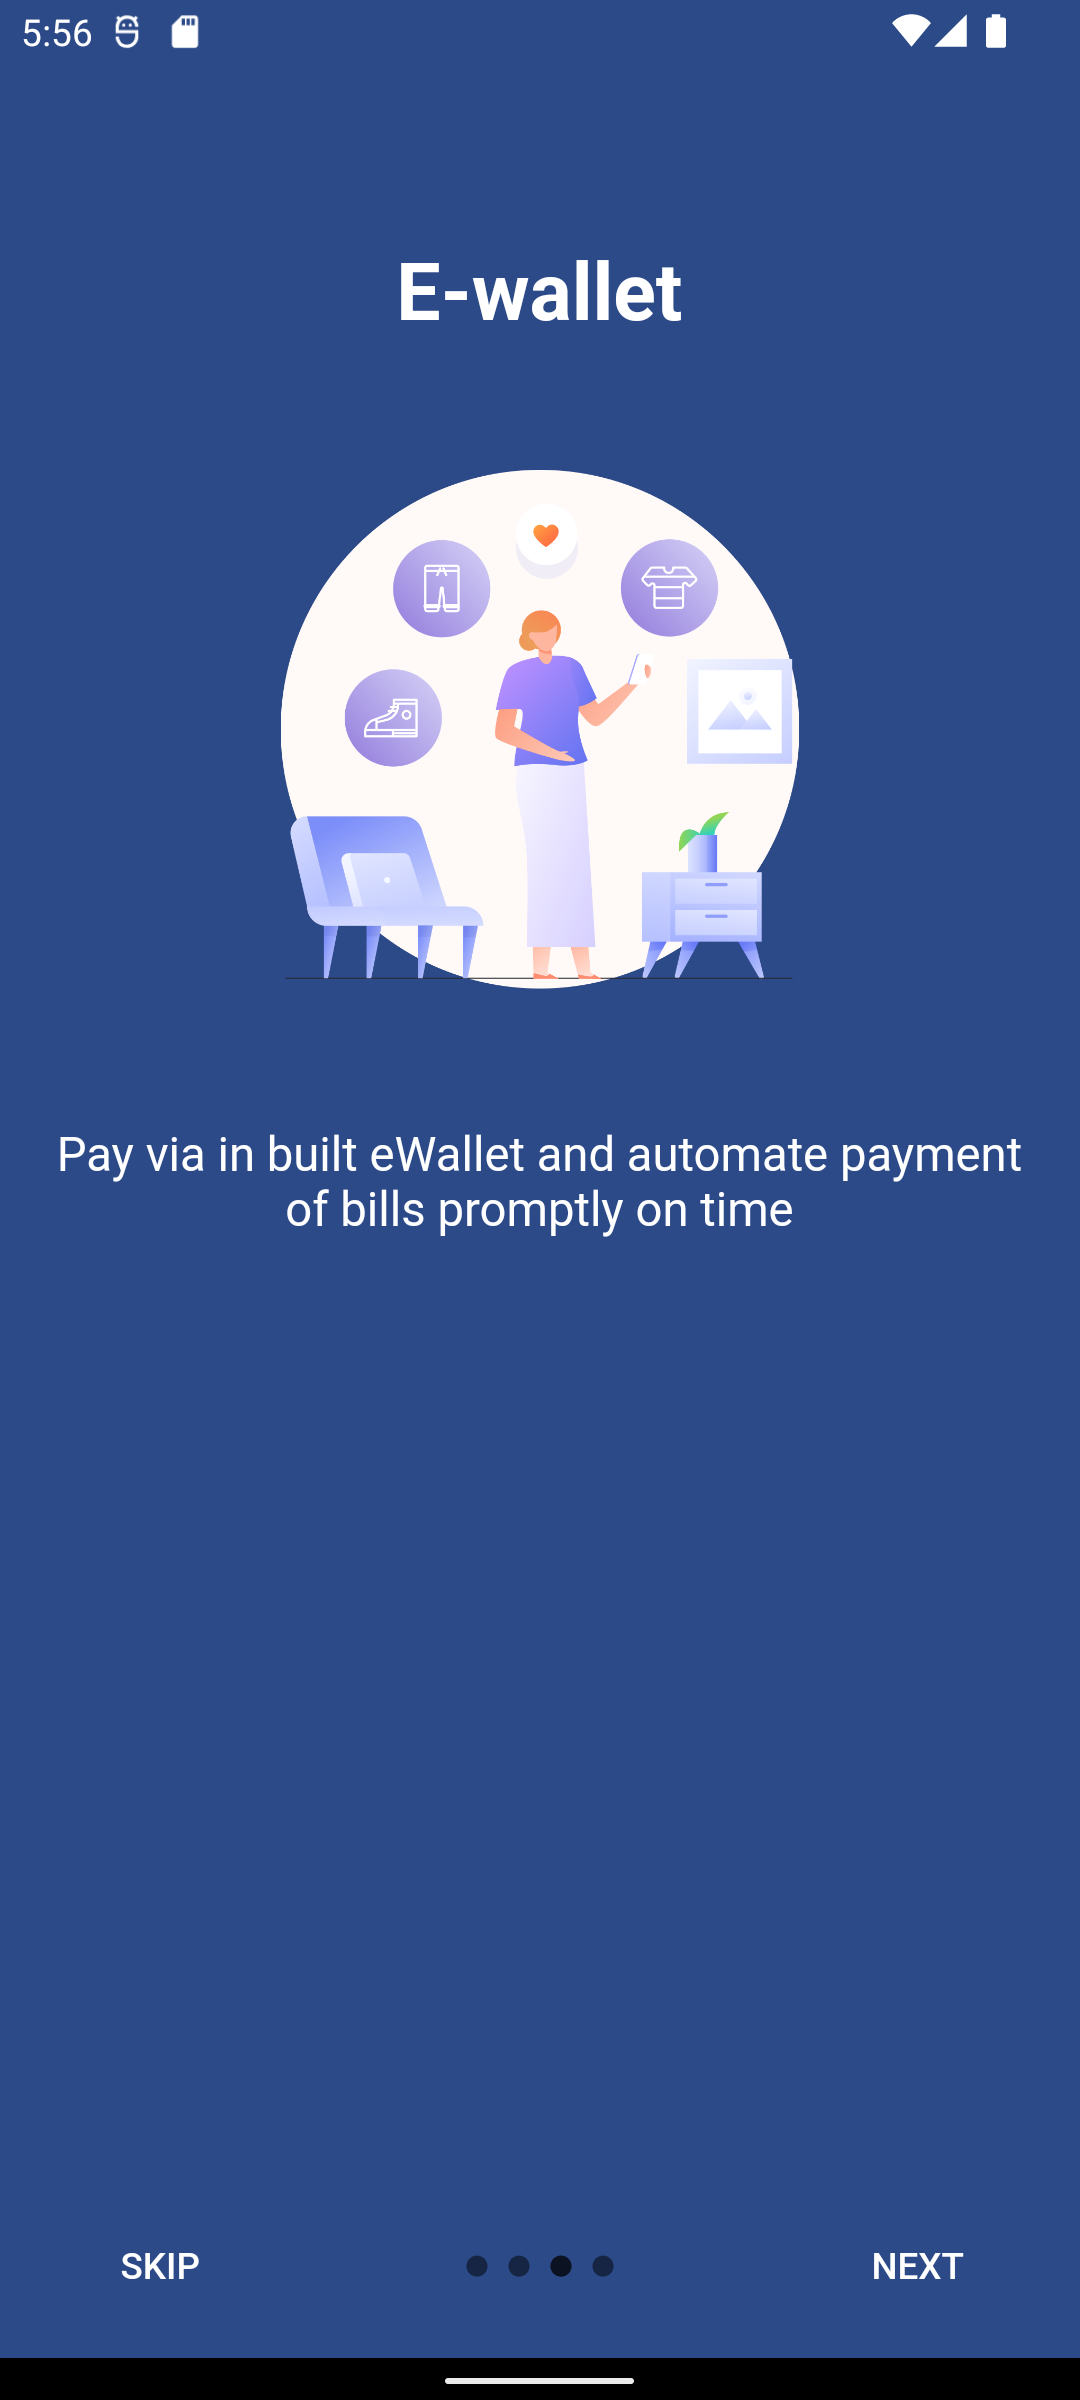 5:56
E-wallet
Pay via in built eWallet and automate payment
of bills promptly on time
SKIP
NEXT